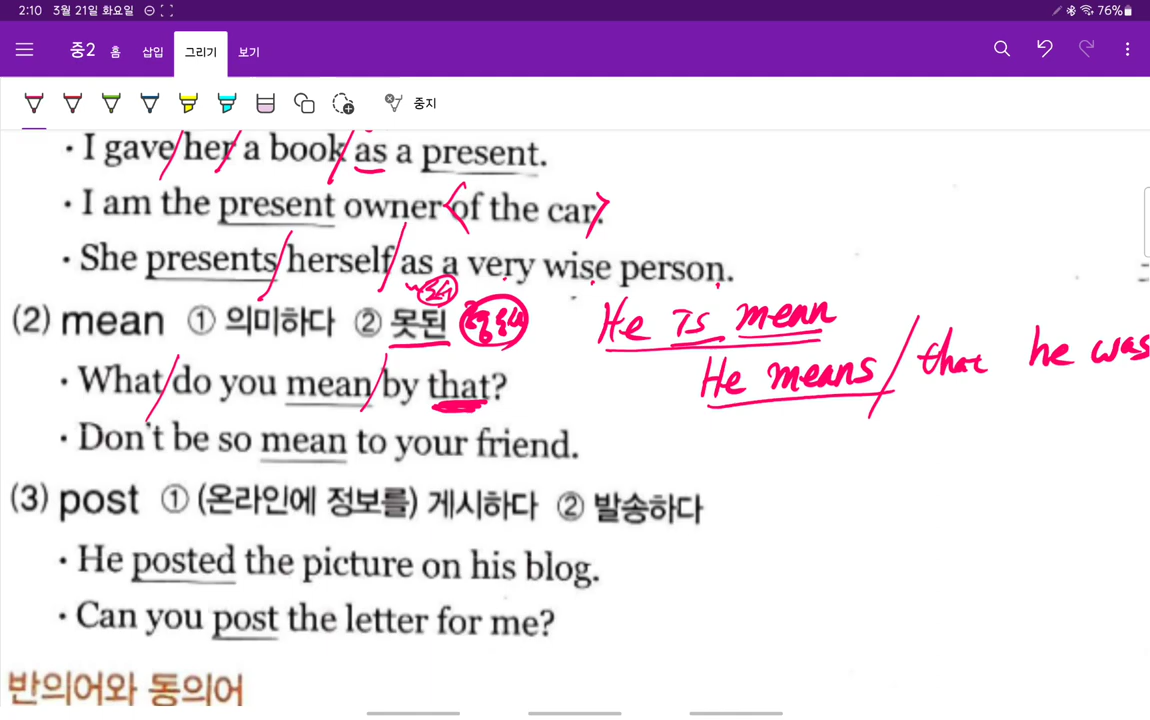 2:10 3월 21일 화요일 76%
중2 홈 삽입 그리기 보기
중지
· I gave/her/a book/as a present.
· I am the present owner<of the car.>
· She presents/herself/as a very wise person.
(2) mean ① 의미하다 ② 못된 He is mean
He means/that he was
· What/do you mean/by that?
· Don't be so mean to your friend.
(3) post ① (온라인에 정보를) 게시하다 ② 발송하다
· He posted the picture on his blog.
· Can you post the letter for me?
반의어와 동의어